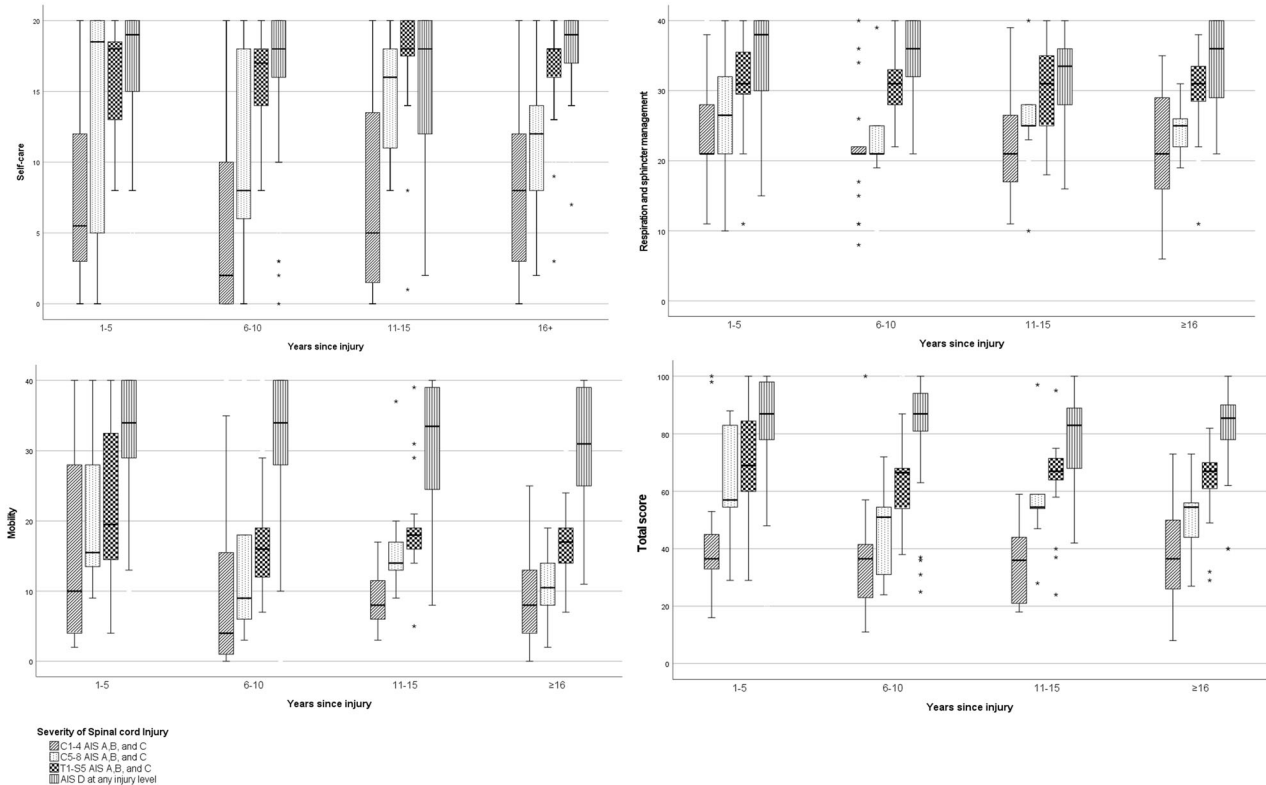 20
15
10
5
0
Self-care
1-5
6-10
11-15
16+
Years since injury
40
30
20
10
0
Respiration and sphincter management
1-5
6-10
11-15
≥16
Years since injury
40
30
20
10
0
Mobility
1-5
6-10
11-15
≥16
Years since injury
100
80
60
40
20
0
Total score
1-5
6-10
11-15
≥16
Years since injury
Severity of Spinal cord Injury
C1-4 AIS A,B, and C
C5-8 AIS A,B, and C
T1-S5 AIS A,B, and C
AIS D at any injury level